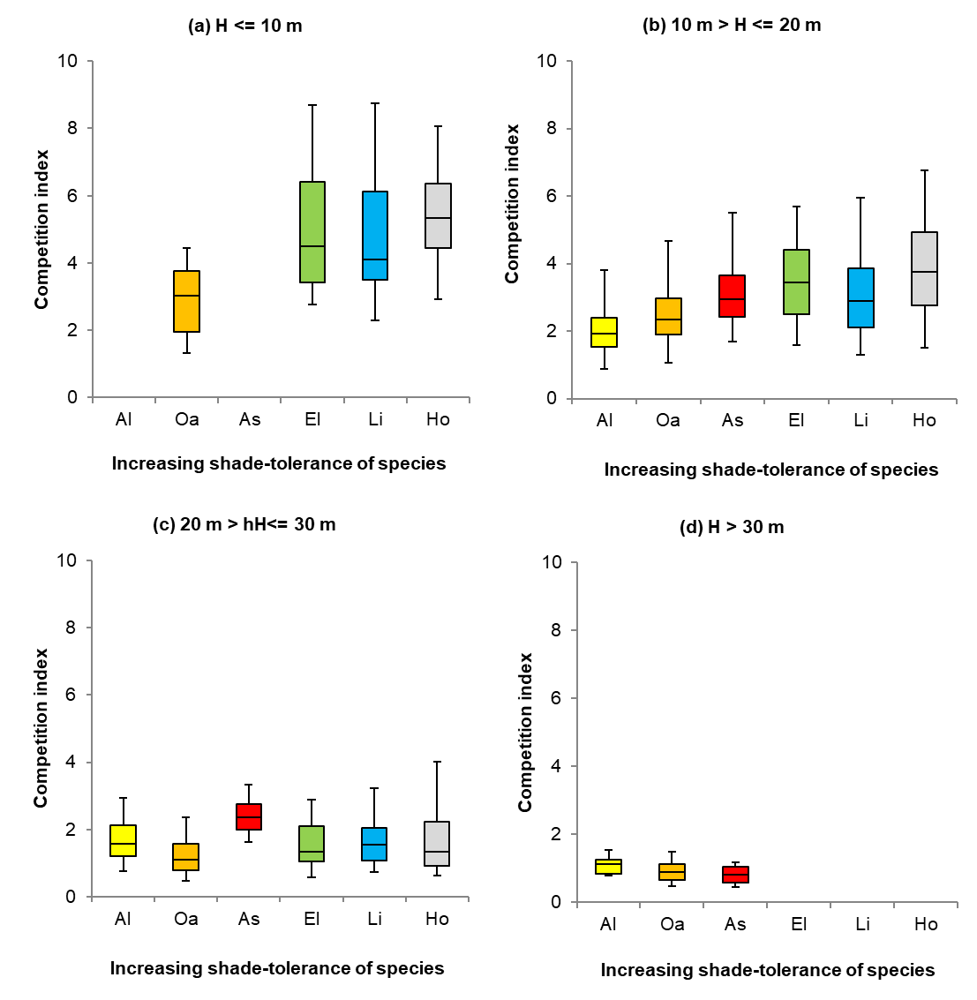 (a) H <= 10 m
10
8
6
4
2
0
Competition index
Al Oa As El Li Ho
Increasing shade-tolerance of species
(b) 10 m > H <= 20 m
10
8
6
4
2
0
Competition index
Al Oa As El Li Ho
Increasing shade-tolerance of species
(c) 20 m > hH<= 30 m
10
8
6
4
2
0
Competition index
Al Oa As El Li Ho
Increasing shade-tolerance of species
(d) H > 30 m
10
8
6
4
2
0
Competition index
Al Oa As El Li Ho
Increasing shade-tolerance of species